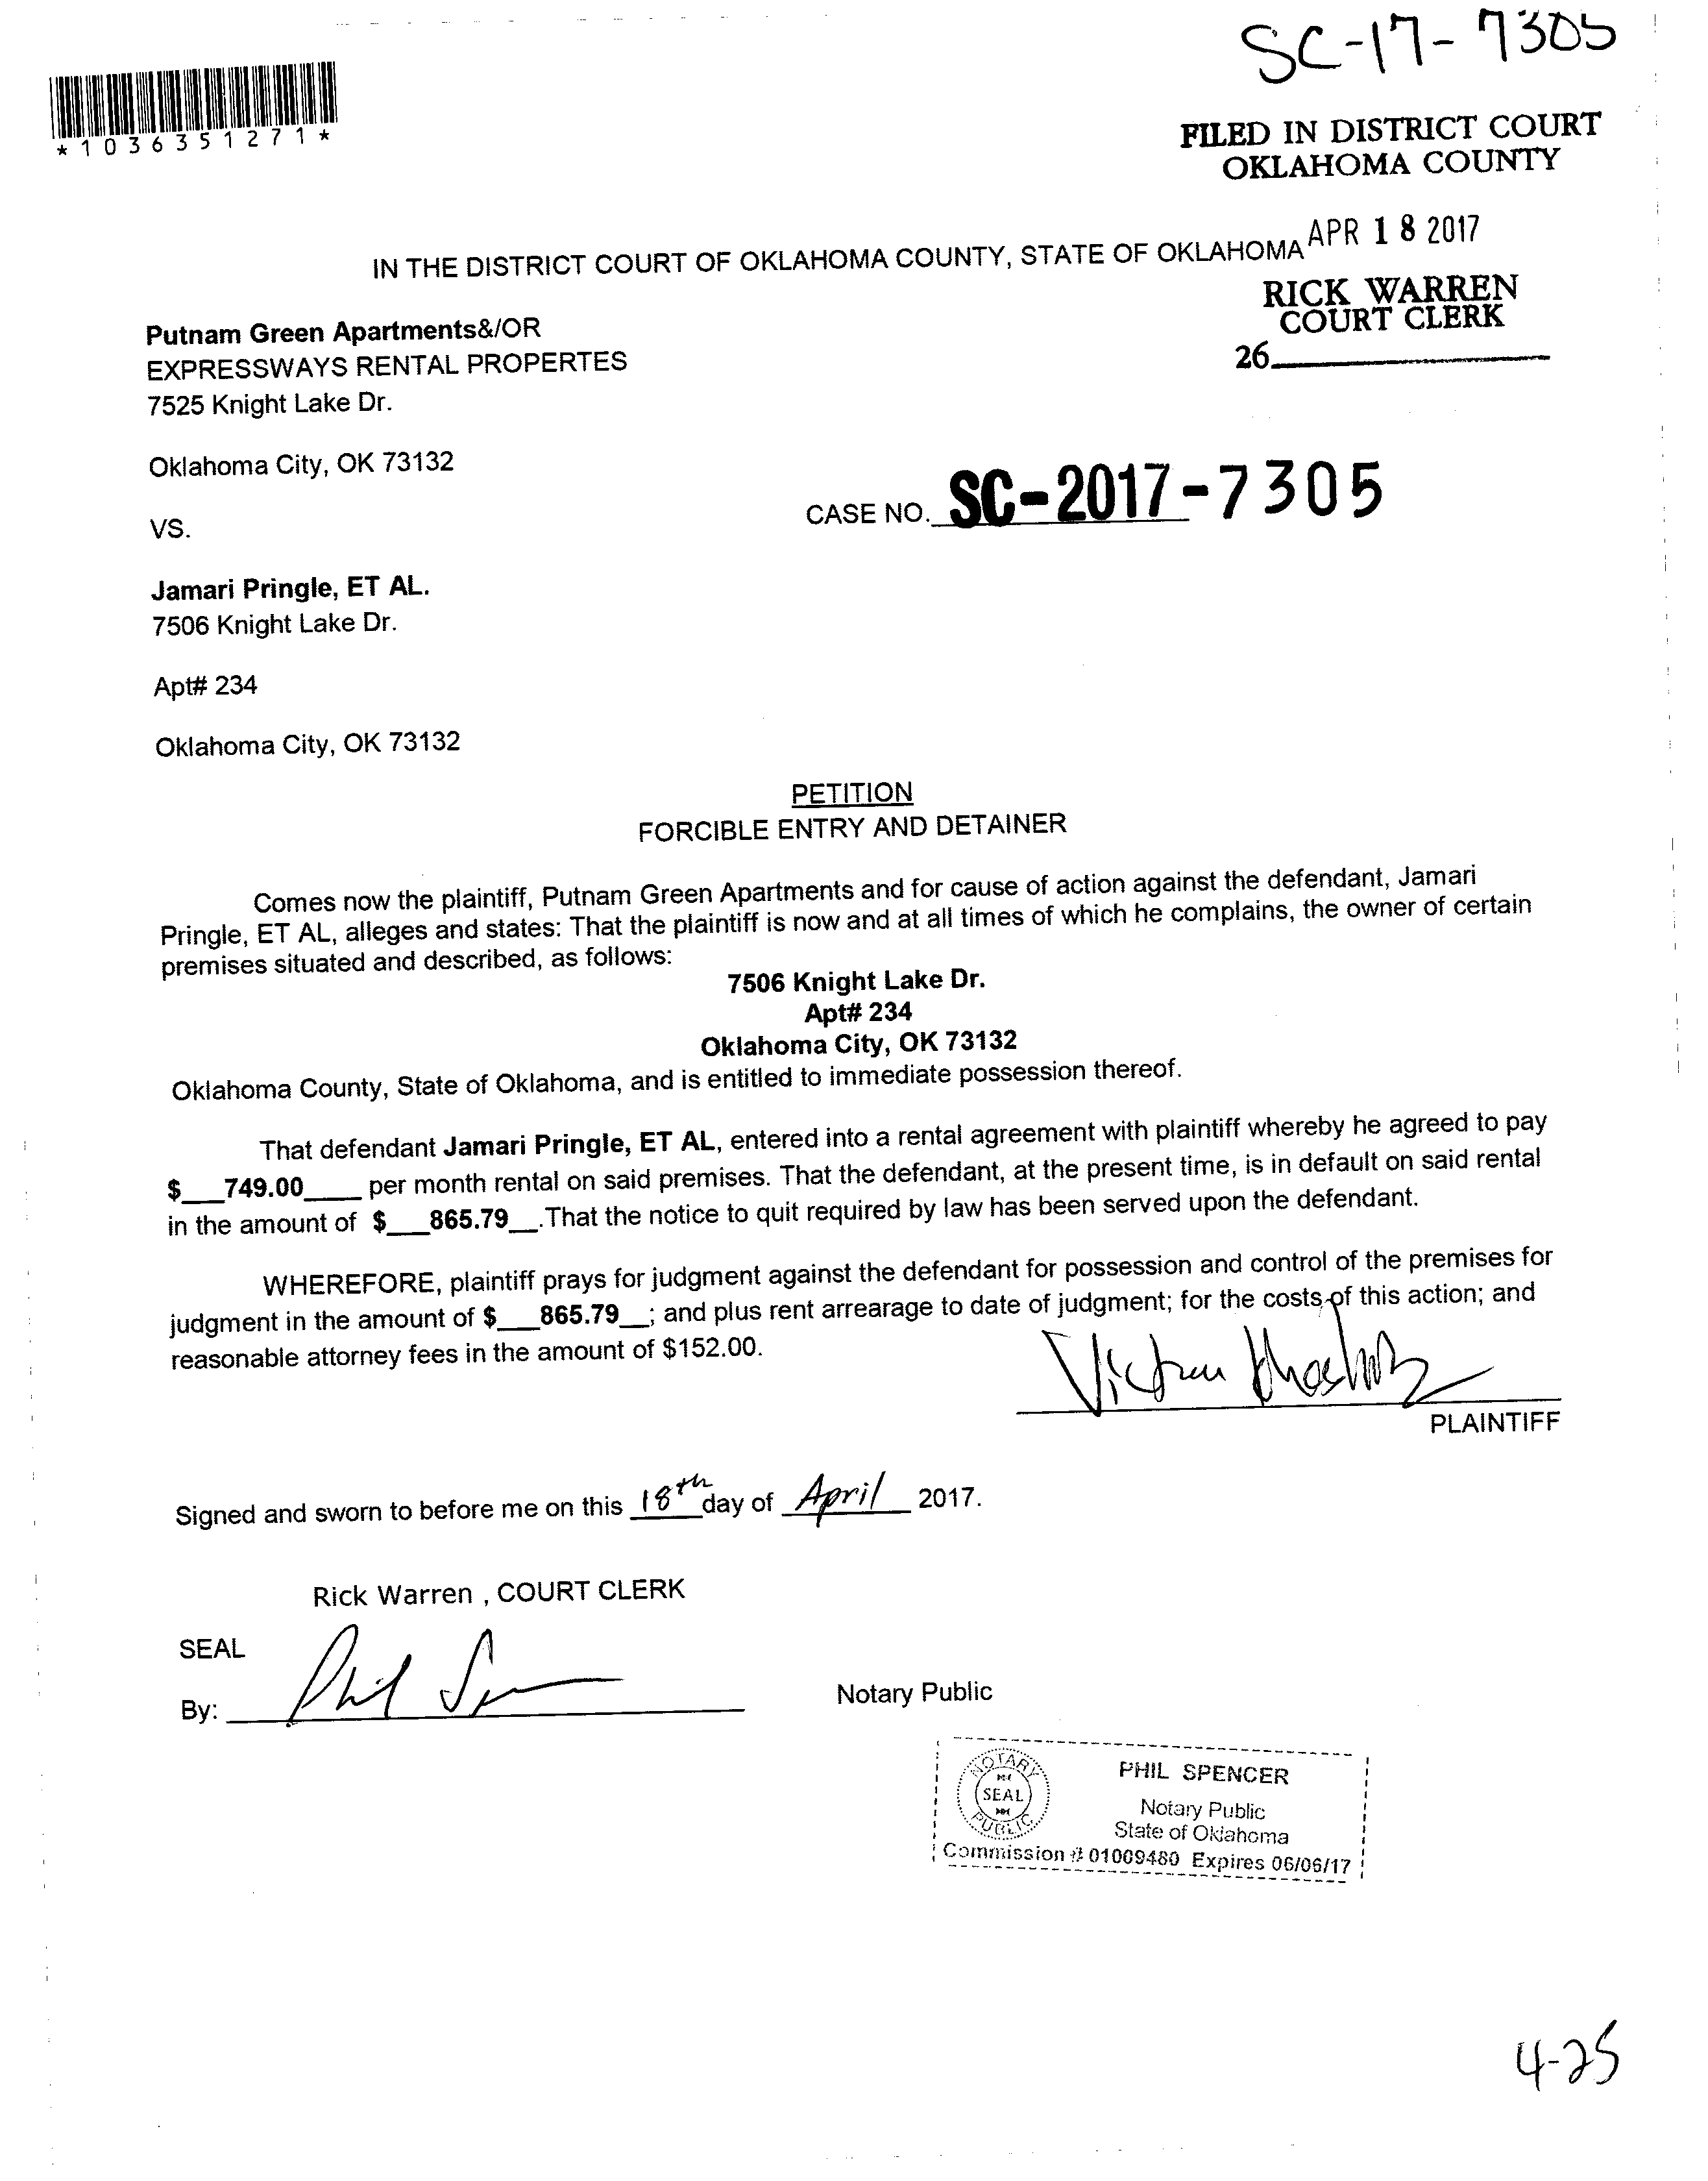 SC-17-7305
*1036351271*
FILED IN DISTRICT COURT
OKLAHOMA COUNTY
APR 18 2017
IN THE DISTRICT COURT OF OKLAHOMA COUNTY, STATE OF OKLAHOMA
RICK WARREN
COURT CLERK
26
Putnam Green Apartments&/OR
EXPRESSWAYS RENTAL PROPERTES
7525 Knight Lake Dr.
Oklahoma City, OK 73132
CASE NO. SC-2017-7305
VS.
Jamari Pringle, ET AL.
7506 Knight Lake Dr.
Apt# 234
Oklahoma City, OK 73132
PETITION
FORCIBLE ENTRY AND DETAINER
Comes now the plaintiff, Putnam Green Apartments and for cause of action against the defendant, Jamari
Pringle, ET AL, alleges and states: That the plaintiff is now and at all times of which he complains, the owner of certain
premises situated and described, as follows:
7506 Knight Lake Dr.
Apt# 234
Oklahoma City, OK 73132
Oklahoma County, State of Oklahoma, and is entitled to immediate possession thereof.
That defendant Jamari Pringle, ET AL, entered into a rental agreement with plaintiff whereby he agreed to pay
$___749.00____ per month rental on said premises. That the defendant, at the present time, is in default on said rental
in the amount of $___865.79__.That the notice to quit required by law has been served upon the defendant.
WHEREFORE, plaintiff prays for judgment against the defendant for possession and control of the premises for
judgment in the amount of $___865.79__; and plus rent arrearage to date of judgment; for the costs of this action; and
reasonable attorney fees in the amount of $152.00.
PLAINTIFF
Signed and sworn to before me on this 18th day of April 2017.
Rick Warren , COURT CLERK
SEAL
By: Phil S
Notary Public
NOTARY PUBLIC SEAL
PHIL SPENCER
Notary Public
State of Oklahoma
Commission # 01009480 Expires 06/06/17
4-25